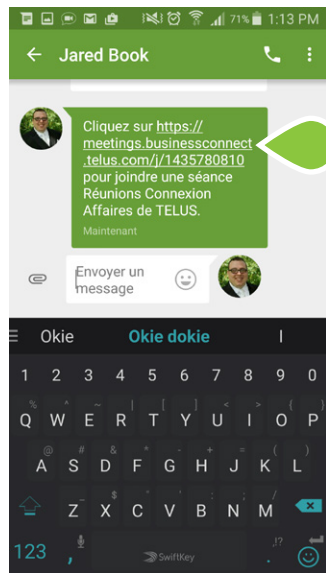 71% 1:13 PM
Jared Book
Cliquez sur https://
meetings.businessconnect
.telus.com/j/1435780810
pour joindre une séance
Réunions Connexion
Affaires de TELUS.
Maintenant
Envoyer un
message
Okie Okie dokie I
1 2 3 4 5 6 7 8 9 0
% ^ ~ | [ ] < > { }
Q W E R T Y U I O P
@ # & * - + = ( )
A S D F G H J K L
_ $ " ' : ; /
Z X C V B N M
123 , SwiftKey . ,!?